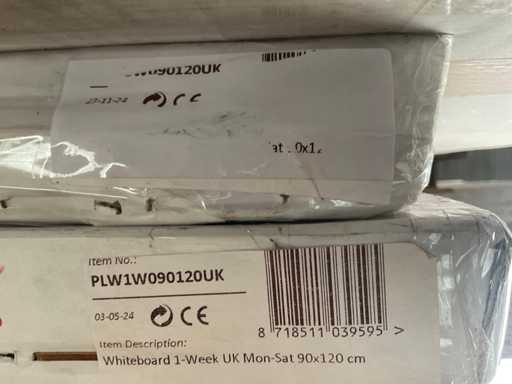 W090120UK
23-11-24 CE
at 90x12
Item No.:
PLW1W090120UK
03-05-24 CE
8 718511 039595 >
Item Description:
Whiteboard 1-Week UK Mon-Sat 90x120 cm